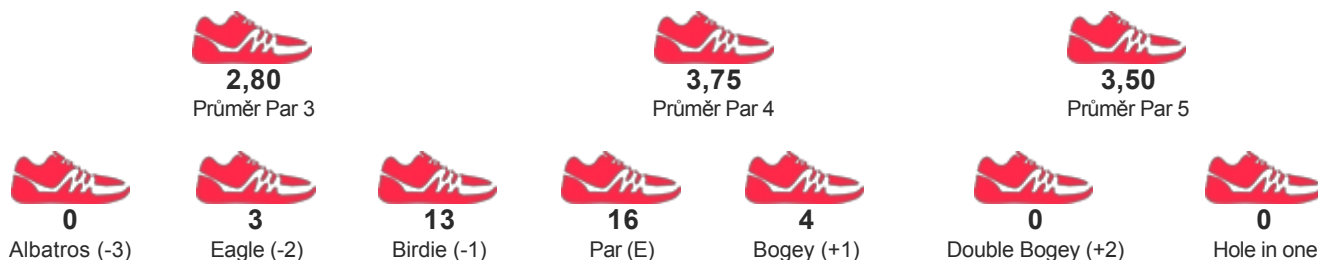 2,80
Průměr Par 3
3,75
Průměr Par 4
3,50
Průměr Par 5
0
Albatros (-3)
3
Eagle (-2)
13
Birdie (-1)
16
Par (E)
4
Bogey (+1)
0
Double Bogey (+2)
0
Hole in one